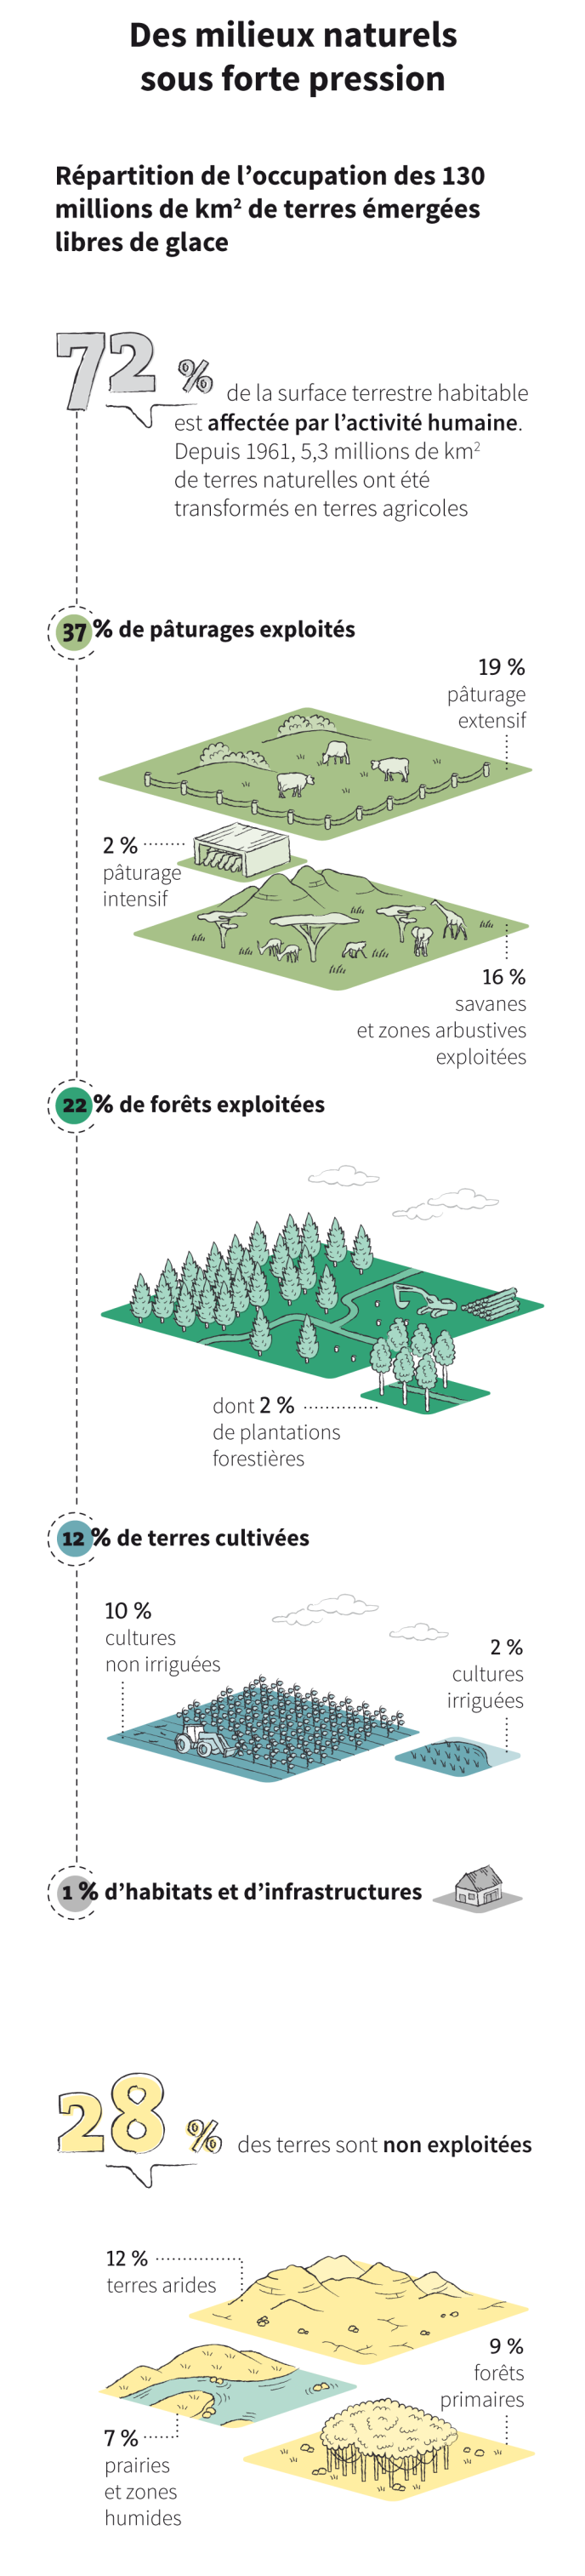 Des milieux naturels
sous forte pression
Répartition de l’occupation des 130
millions de km² de terres émergées
libres de glace
72 % de la surface terrestre habitable
est affectée par l’activité humaine.
Depuis 1961, 5,3 millions de km²
de terres naturelles ont été
transformés en terres agricoles
37 % de pâturages exploités
19 %
pâturage
extensif
2 %
pâturage
intensif
16 %
savanes
et zones arbustives
exploitées
22 % de forêts exploitées
dont 2 %
de plantations
forestières
12 % de terres cultivées
10 %
cultures
non irriguées
2 %
cultures
irriguées
1 % d’habitats et d’infrastructures
28 % des terres sont non exploitées
12 %
terres arides
9 %
forêts
primaires
7 %
prairies
et zones
humides